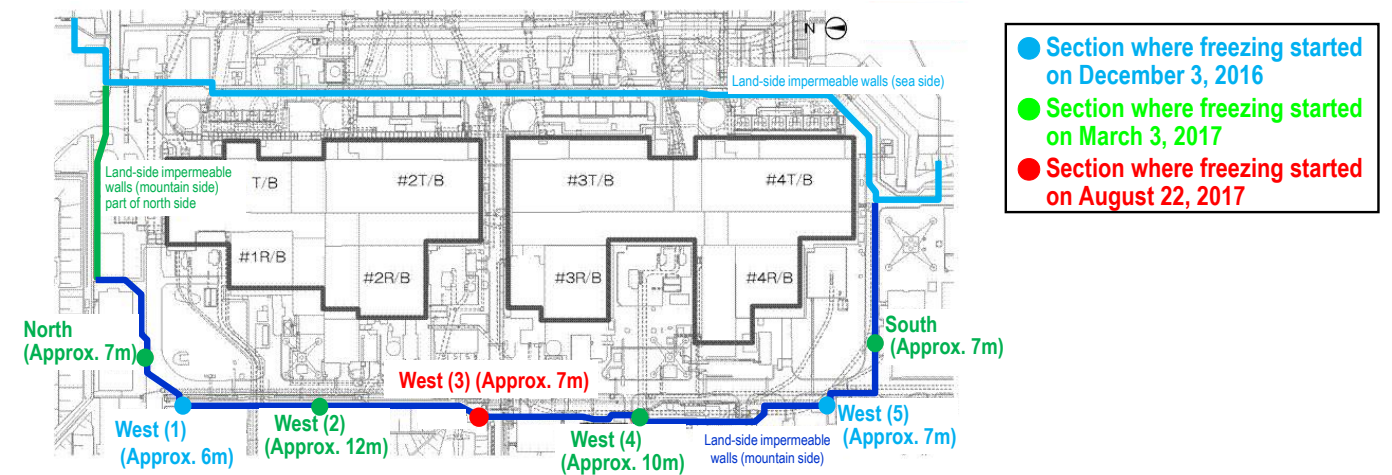 N
Land-side impermeable walls (sea side)
Section where freezing started
on December 3, 2016
Section where freezing started
on March 3, 2017
Section where freezing started
on August 22, 2017
Land-side impermeable
walls (mountain side)
part of north side
T/B
#2T/B
#3T/B
#4T/B
#1R/B
#2R/B
#3R/B
#4R/B
North
(Approx. 7m)
South
(Approx. 7m)
West (3) (Approx. 7m)
West (1)
(Approx. 6m)
West (2)
(Approx. 12m)
West (4)
(Approx. 10m)
Land-side impermeable
walls (mountain side)
West (5)
(Approx. 7m)